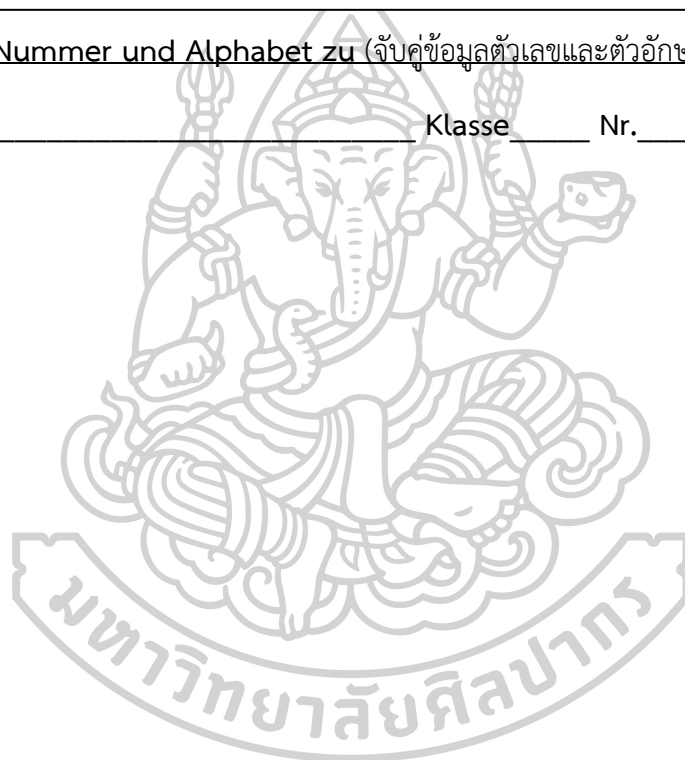 Nummer und Alphabet zu (จับคู่ข้อมูลตัวเลขและตัวอักษ
Klasse_____ Nr.___
มหาวิทยาลัยศิลปากร